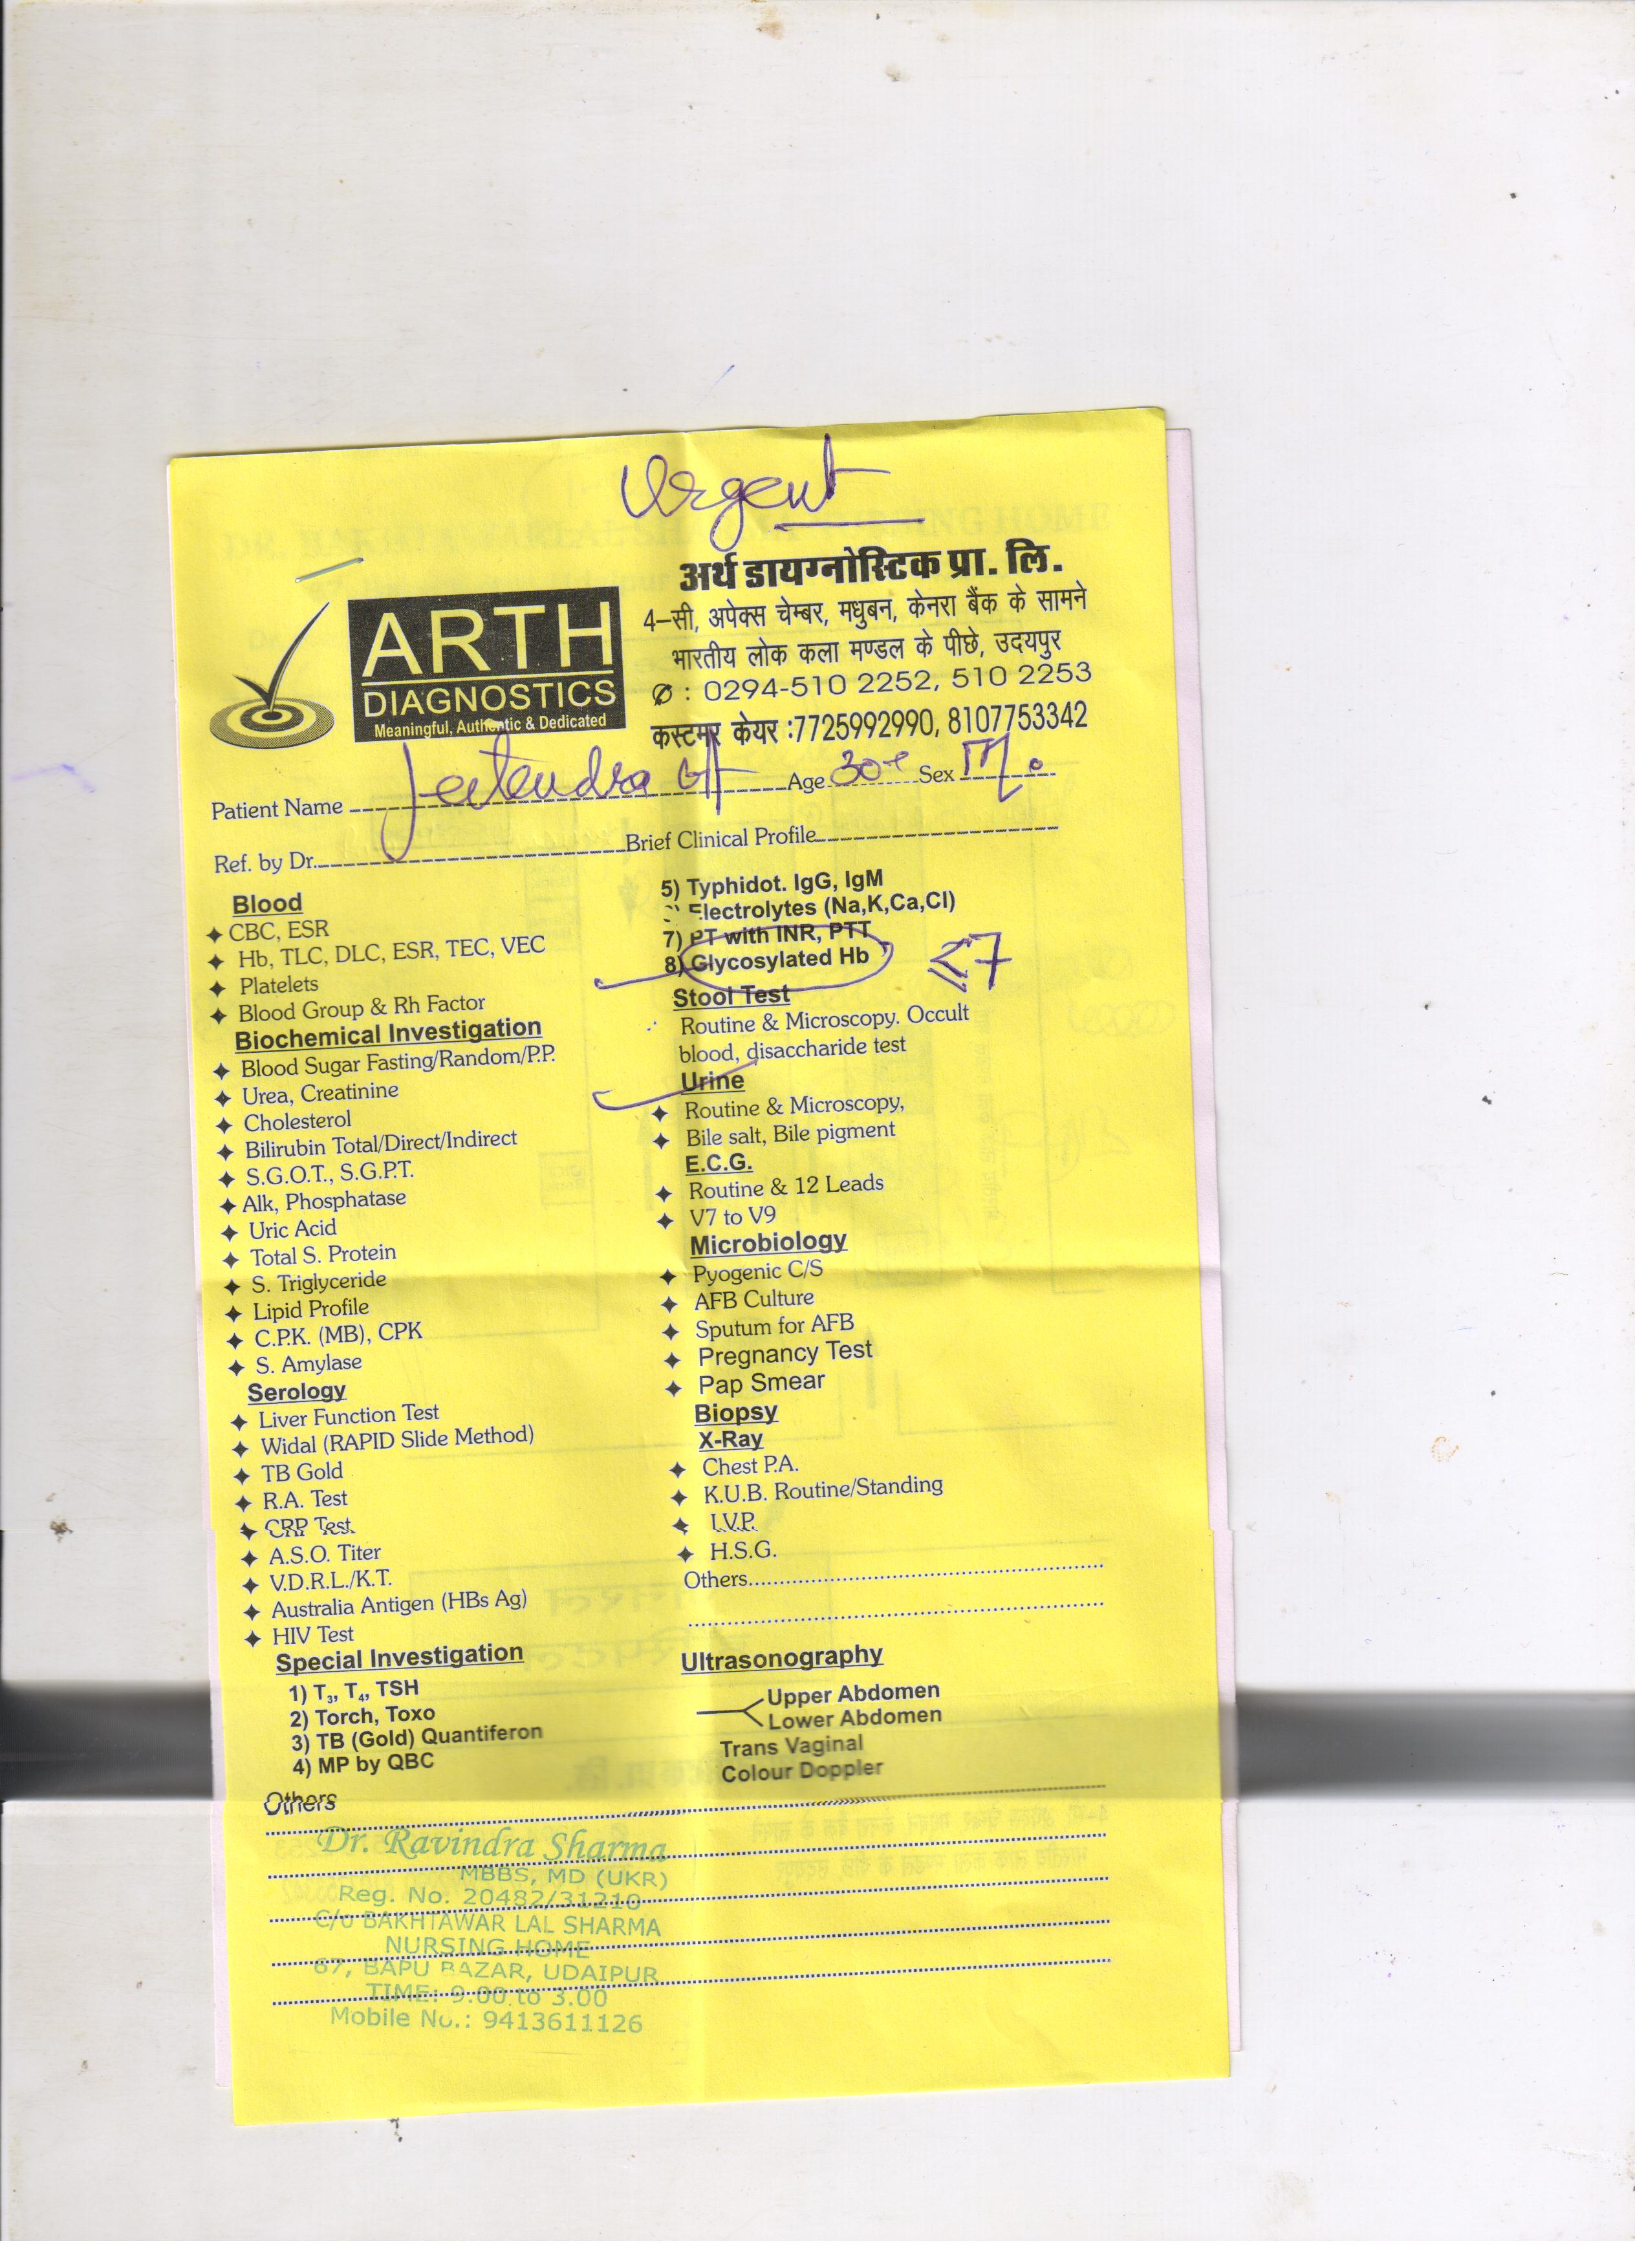 Urgent
अर्थ डायग्नोस्टिक प्रा. लि.
4–सी, अपेक्स चेम्बर, मधुबन, केनरा बैंक के सामने
भारतीय लोक कला मण्डल के पीछे, उदयपुर
: 0294-510 2252, 510 2253
कस्टमर केयर :7725992990, 8107753342
ARTH
DIAGNOSTICS
Meaningful, Authentic & Dedicated
Patient Name Jeetendra Age 30 Sex M.
Ref. by Dr. Brief Clinical Profile
Blood
CBC, ESR
Hb, TLC, DLC, ESR, TEC, VEC
Platelets
Blood Group & Rh Factor
Biochemical Investigation
Blood Sugar Fasting/Random/P.P.
Urea, Creatinine
Cholesterol
Bilirubin Total/Direct/Indirect
S.G.O.T., S.G.P.T.
Alk, Phosphatase
Uric Acid
Total S. Protein
S. Triglyceride
Lipid Profile
C.P.K. (MB), CPK
S. Amylase
Serology
Liver Function Test
Widal (RAPID Slide Method)
TB Gold
R.A. Test
CRP Test
A.S.O. Titer
V.D.R.L./K.T.
Australia Antigen (HBs Ag)
HIV Test
Special Investigation
1) T3, T4, TSH
2) Torch, Toxo
3) TB (Gold) Quantiferon
4) MP by QBC
5) Typhidot. IgG, IgM
Electrolytes (Na,K,Ca,Cl)
7) PT with INR, PTT
8) Glycosylated Hb ≤7
Stool Test
Routine & Microscopy. Occult
blood, disaccharide test
Urine
Routine & Microscopy,
Bile salt, Bile pigment
E.C.G.
Routine & 12 Leads
V7 to V9
Microbiology
Pyogenic C/S
AFB Culture
Sputum for AFB
Pregnancy Test
Pap Smear
Biopsy
X-Ray
Chest P.A.
K.U.B. Routine/Standing
I.V.P.
H.S.G.
Others
Ultrasonography
Upper Abdomen
Lower Abdomen
Trans Vaginal
Colour Doppler
Others
Dr. Ravindra Sharma
MBBS, MD (UKR)
Reg. No. 20482/31210
C/o BAKHTAWAR LAL SHARMA
NURSING HOME
67, BAPU BAZAR, UDAIPUR
TIME: 9.00 to 3.00
Mobile No.: 9413611126